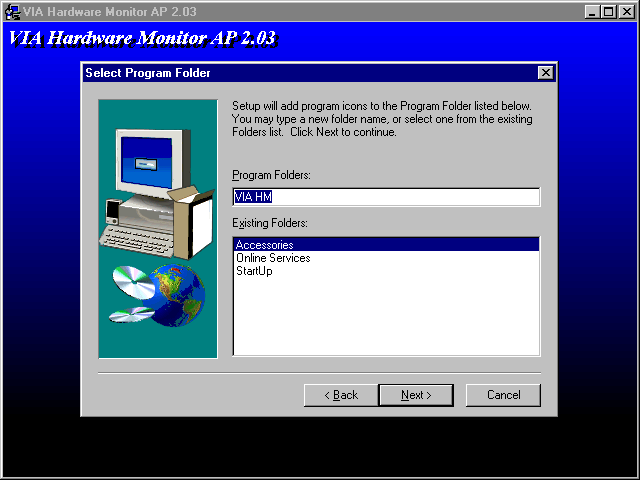 VIA Hardware Monitor AP 2.03
VIA Hardware Monitor AP 2.03
Select Program Folder
Setup will add program icons to the Program Folder listed below.
You may type a new folder name, or select one from the existing
Folders list.  Click Next to continue.
Program Folders:
VIA HM
Existing Folders:
Accessories
Online Services
StartUp
< Back
Next >
Cancel